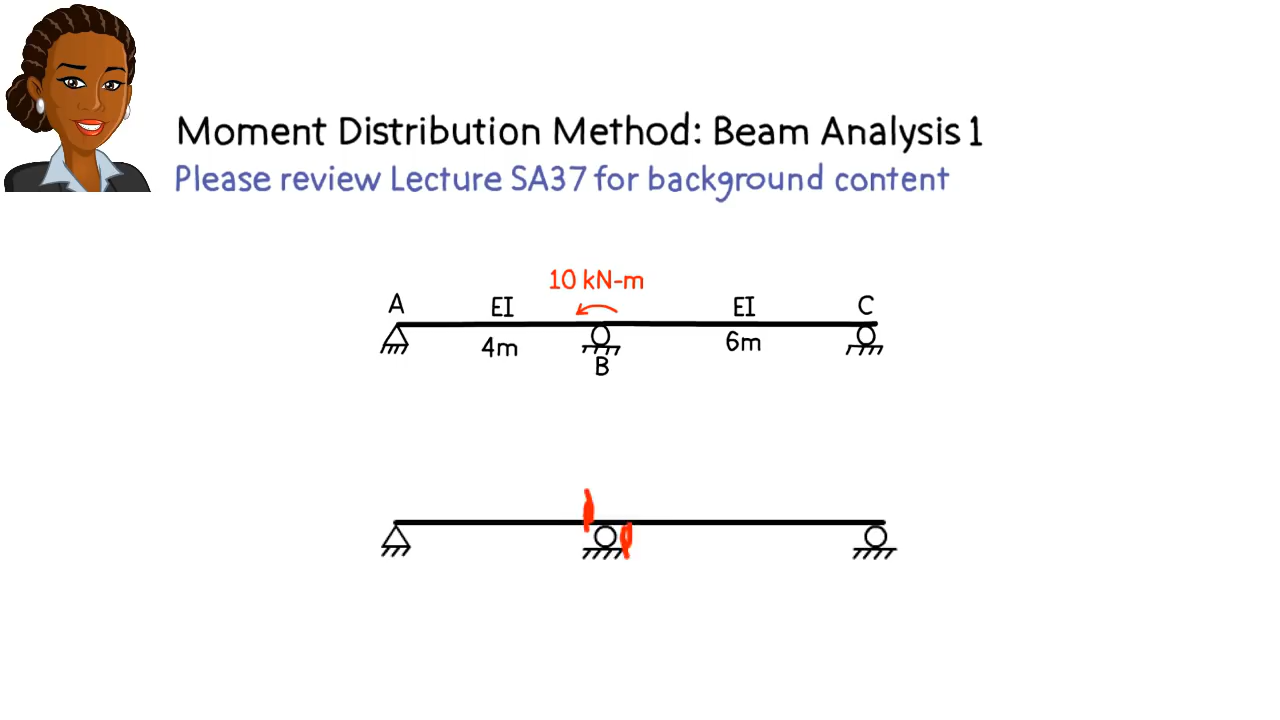 Moment Distribution Method: Beam Analysis 1
Please review Lecture SA37 for background content
10 kN-m
A EI EI C
4m 6m
B